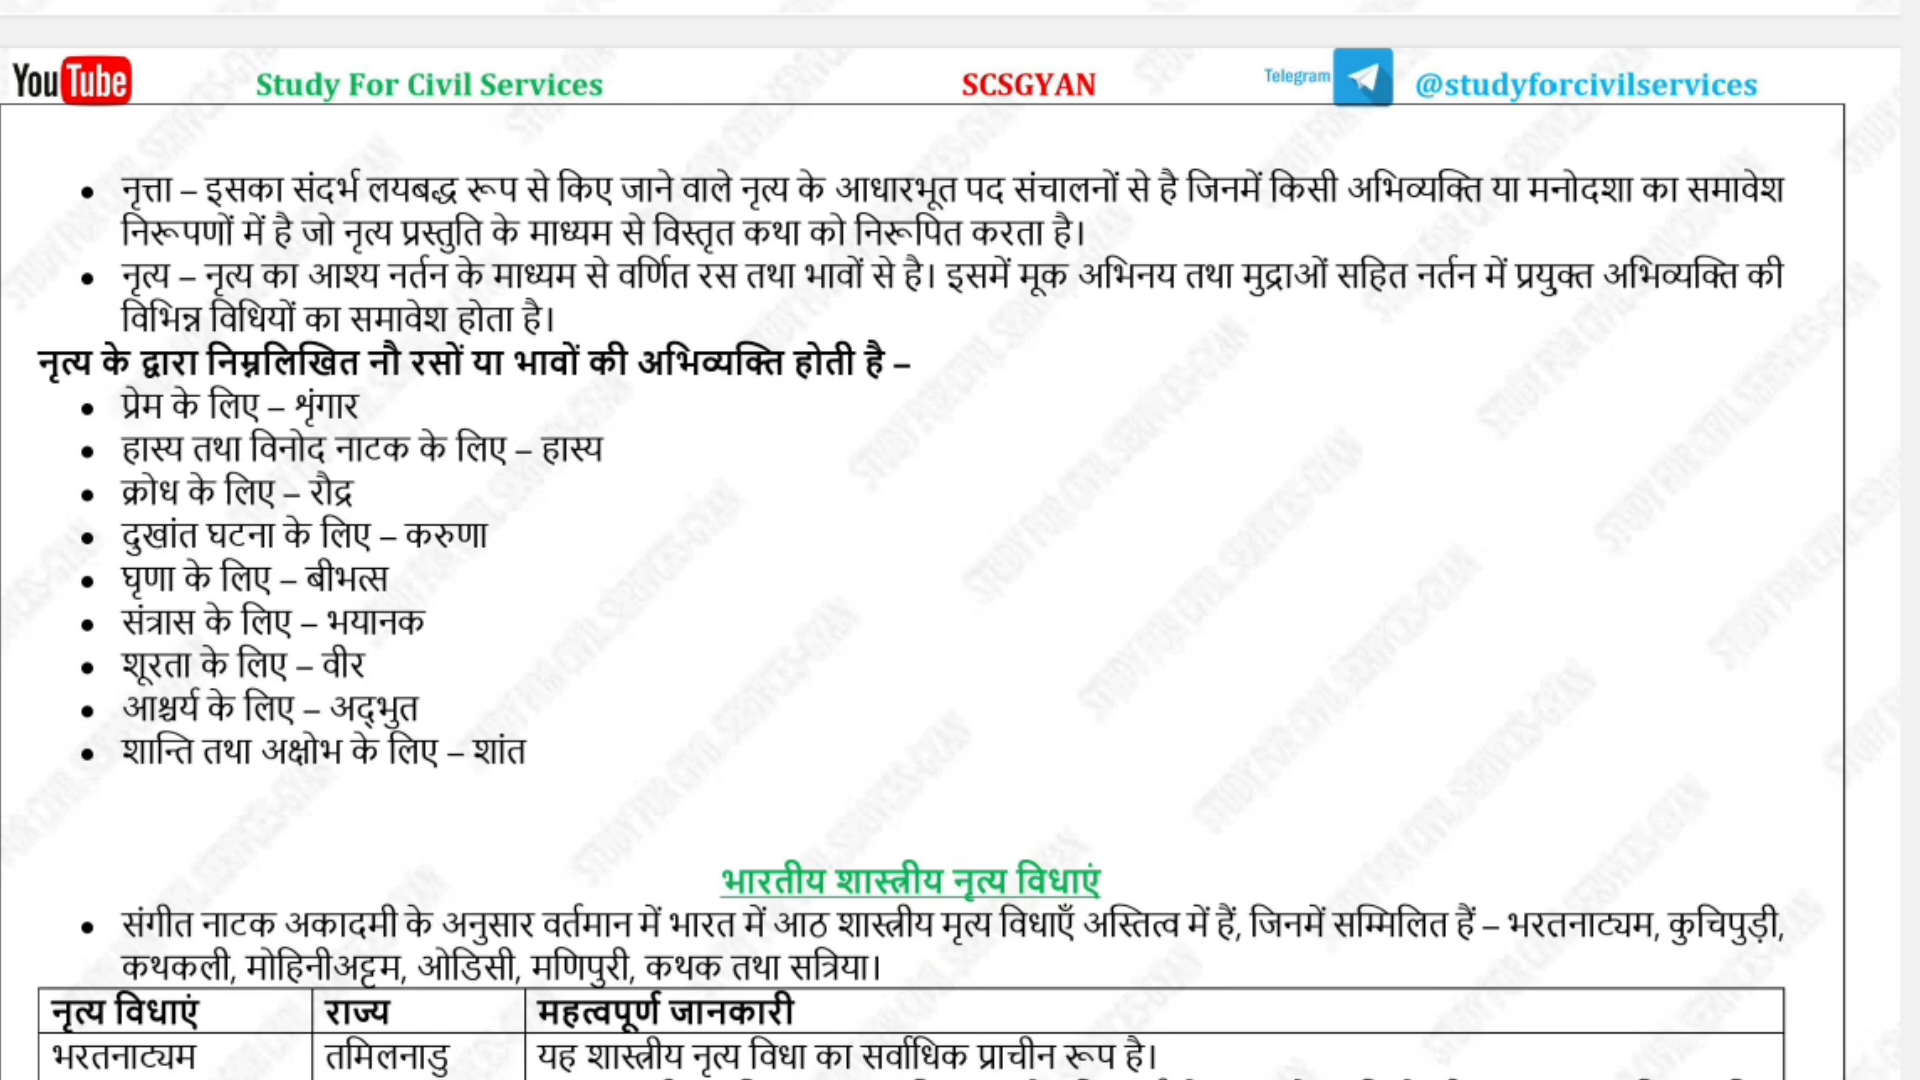 YouTube Study For Civil Services SCSGYAN Telegram @studyforcivilservices
• नृत्ता – इसका संदर्भ लयबद्ध रूप से किए जाने वाले नृत्य के आधारभूत पद संचालनों से है जिनमें किसी अभिव्यक्ति या मनोदशा का समावेश
निरूपणों में है जो नृत्य प्रस्तुति के माध्यम से विस्तृत कथा को निरूपित करता है।
• नृत्य – नृत्य का आश्य नर्तन के माध्यम से वर्णित रस तथा भावों से है। इसमें मूक अभिनय तथा मुद्राओं सहित नर्तन में प्रयुक्त अभिव्यक्ति की
विभिन्न विधियों का समावेश होता है।
नृत्य के द्वारा निम्नलिखित नौ रसों या भावों की अभिव्यक्ति होती है –
• प्रेम के लिए – शृंगार
• हास्य तथा विनोद नाटक के लिए – हास्य
• क्रोध के लिए – रौद्र
• दुखांत घटना के लिए – करुणा
• घृणा के लिए – बीभत्स
• संत्रास के लिए – भयानक
• शूरता के लिए – वीर
• आश्चर्य के लिए – अद्भुत
• शान्ति तथा अक्षोभ के लिए – शांत
भारतीय शास्त्रीय नृत्य विधाएं
• संगीत नाटक अकादमी के अनुसार वर्तमान में भारत में आठ शास्त्रीय मृत्य विधाएँ अस्तित्व में हैं, जिनमें सम्मिलित हैं – भरतनाट्यम, कुचिपुड़ी,
कथकली, मोहिनीअट्टम, ओडिसी, मणिपुरी, कथक तथा सत्रिया।
नृत्य विधाएं राज्य महत्वपूर्ण जानकारी
भरतनाट्यम तमिलनाडु यह शास्त्रीय नृत्य विधा का सर्वाधिक प्राचीन रूप है।